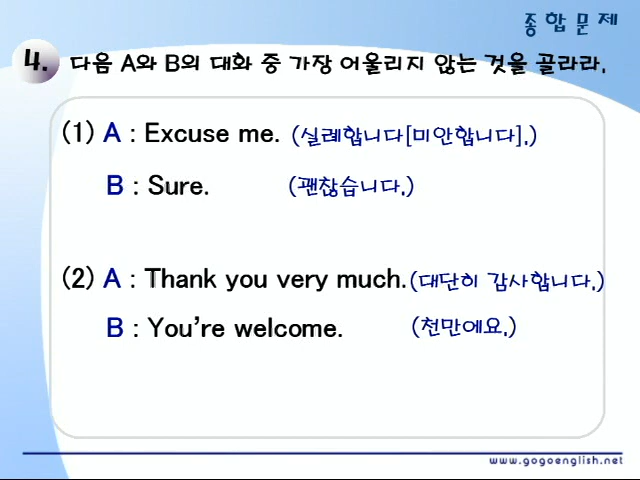 종합문제
4. 다음 A와 B의 대화 중 가장 어울리지 않는 것을 골라라.
(1) A : Excuse me. (실례합니다[미안합니다].)
B : Sure. (괜찮습니다.)
(2) A : Thank you very much.(대단히 감사합니다.)
B : You’re welcome. (천만에요.)
www.gogoenglish.net